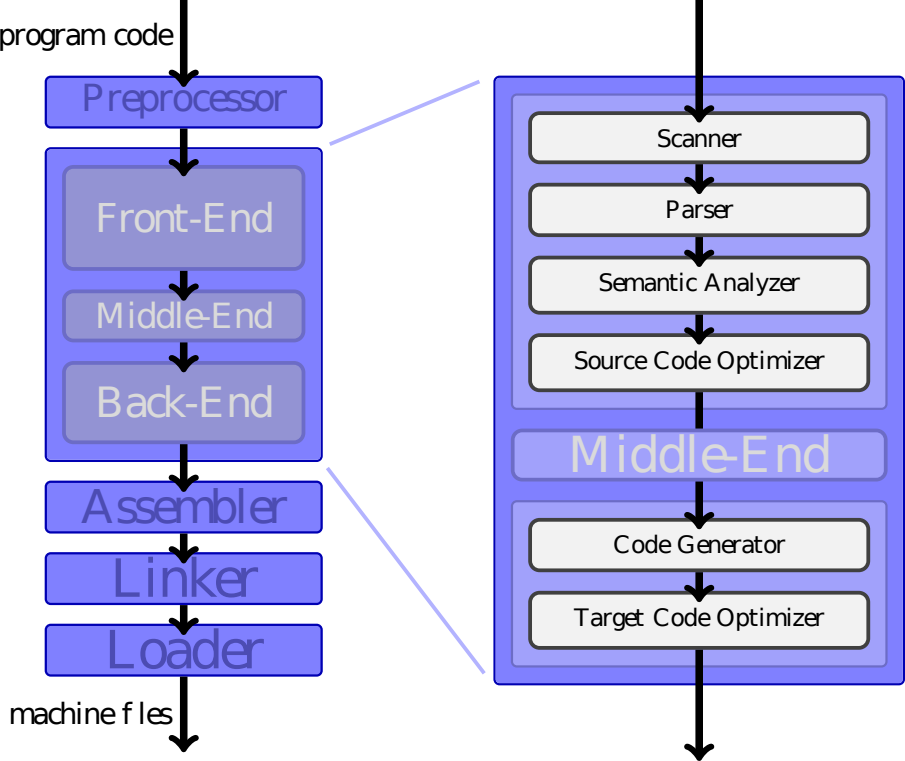 program code
Preprocessor
Front-End
Middle-End
Back-End
Assembler
Linker
Loader
machine f les
Scanner
Parser
Semantic Analyzer
Source Code Optimizer
Middle-End
Code Generator
Target Code Optimizer